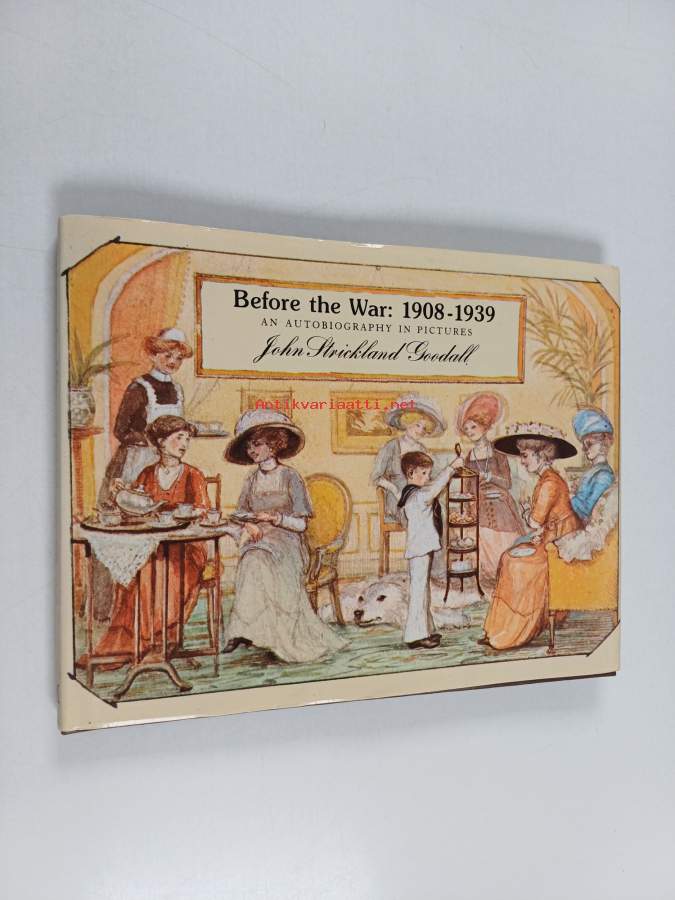 Before the War: 1908-1939
AN AUTOBIOGRAPHY IN PICTURES
John Strickland Goodall
Antikvariaatti.net